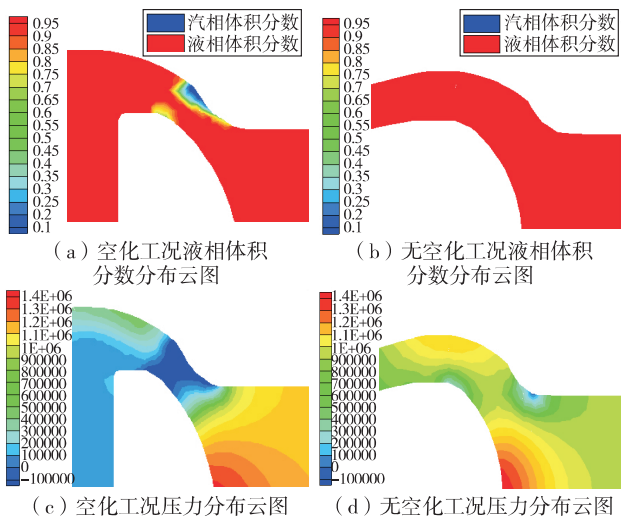 汽相体积分数
液相体积分数
0.95
0.9
0.85
0.8
0.75
0.7
0.65
0.6
0.55
0.5
0.45
0.4
0.35
0.3
0.25
0.2
0.15
0.1
(a)空化工况液相体积
分数分布云图
汽相体积分数
液相体积分数
0.95
0.9
0.85
0.8
0.75
0.7
0.65
0.6
0.55
0.5
0.45
0.4
0.35
0.3
0.25
0.2
0.15
0.1
(b)无空化工况液相体积
分数分布云图
1.4E+06
1.3E+06
1.2E+06
1.1E+06
1E+06
900000
800000
700000
600000
500000
400000
300000
200000
100000
0
-100000
(c)空化工况压力分布云图
1.4E+06
1.3E+06
1.2E+06
1.1E+06
1E+06
900000
800000
700000
600000
500000
400000
300000
200000
100000
0
-100000
(d)无空化工况压力分布云图